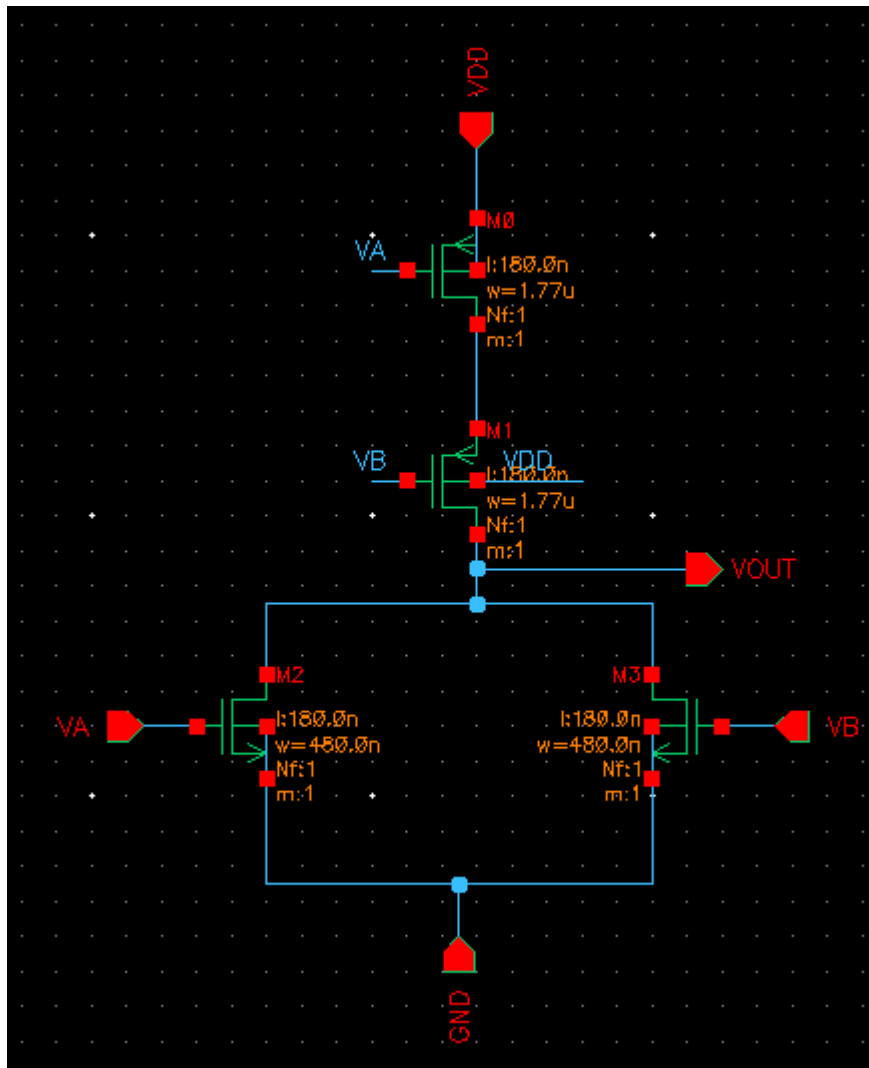 VDD
M0
VA
l:180.0n
w=1.77u
Nf:1
m:1
M1
VB
VDD
l:180.0n
w=1.77u
Nf:1
m:1
VOUT
M2
M3
VA
l:180.0n
w=480.0n
Nf:1
m:1
l:180.0n
w=480.0n
Nf:1
m:1
VB
GND